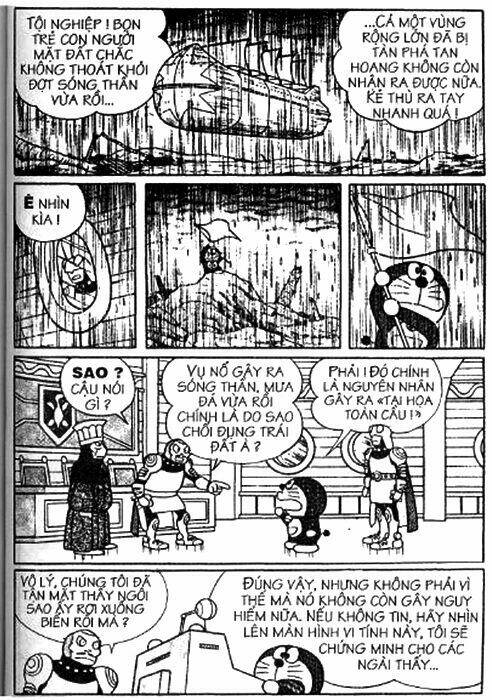 TỘI NGHIỆP ! BỌN
TRẺ CON NGƯỜI
MẶT ĐẤT CHẮC
KHÔNG THOÁT KHỎI
ĐỢT SÓNG THẦN
VỪA RỒI...
...CẢ MỘT VÙNG
RỘNG LỚN ĐÃ BỊ
TÀN PHÁ TAN
HOANG KHÔNG CÒN
NHẬN RA ĐƯỢC NỮA.
KẺ THÙ RA TAY
NHANH QUÁ !
Ê NHÌN
KÌA !
SAO ?
CẬU NÓI
GÌ ?
VỤ NỔ GÂY RA
SÓNG THẦN, MƯA
ĐÁ VỪA RỒI
CHÍNH LÀ DO SAO
CHỔI ĐỤNG TRÁI
ĐẤT À ?
PHẢI ! ĐÓ CHÍNH
LÀ NGUYÊN NHÂN
GÂY RA «TẠI HỌA
TOÀN CẦU !»
VÔ LÝ, CHÚNG TÔI ĐÃ
TẬN MẮT THẤY NGÔI
SAO ẤY RƠI XUỐNG
BIỂN RỒI MÀ ?
ĐÚNG VẬY, NHƯNG KHÔNG PHẢI VÌ
THẾ MÀ NÓ KHÔNG CÒN GÂY NGUY
HIỂM NỮA. NẾU KHÔNG TIN, HÃY NHÌN
LÊN MÀN HÌNH VI TÍNH NÀY, TÔI SẼ
CHỨNG MINH CHO CÁC
NGÀI THẤY...